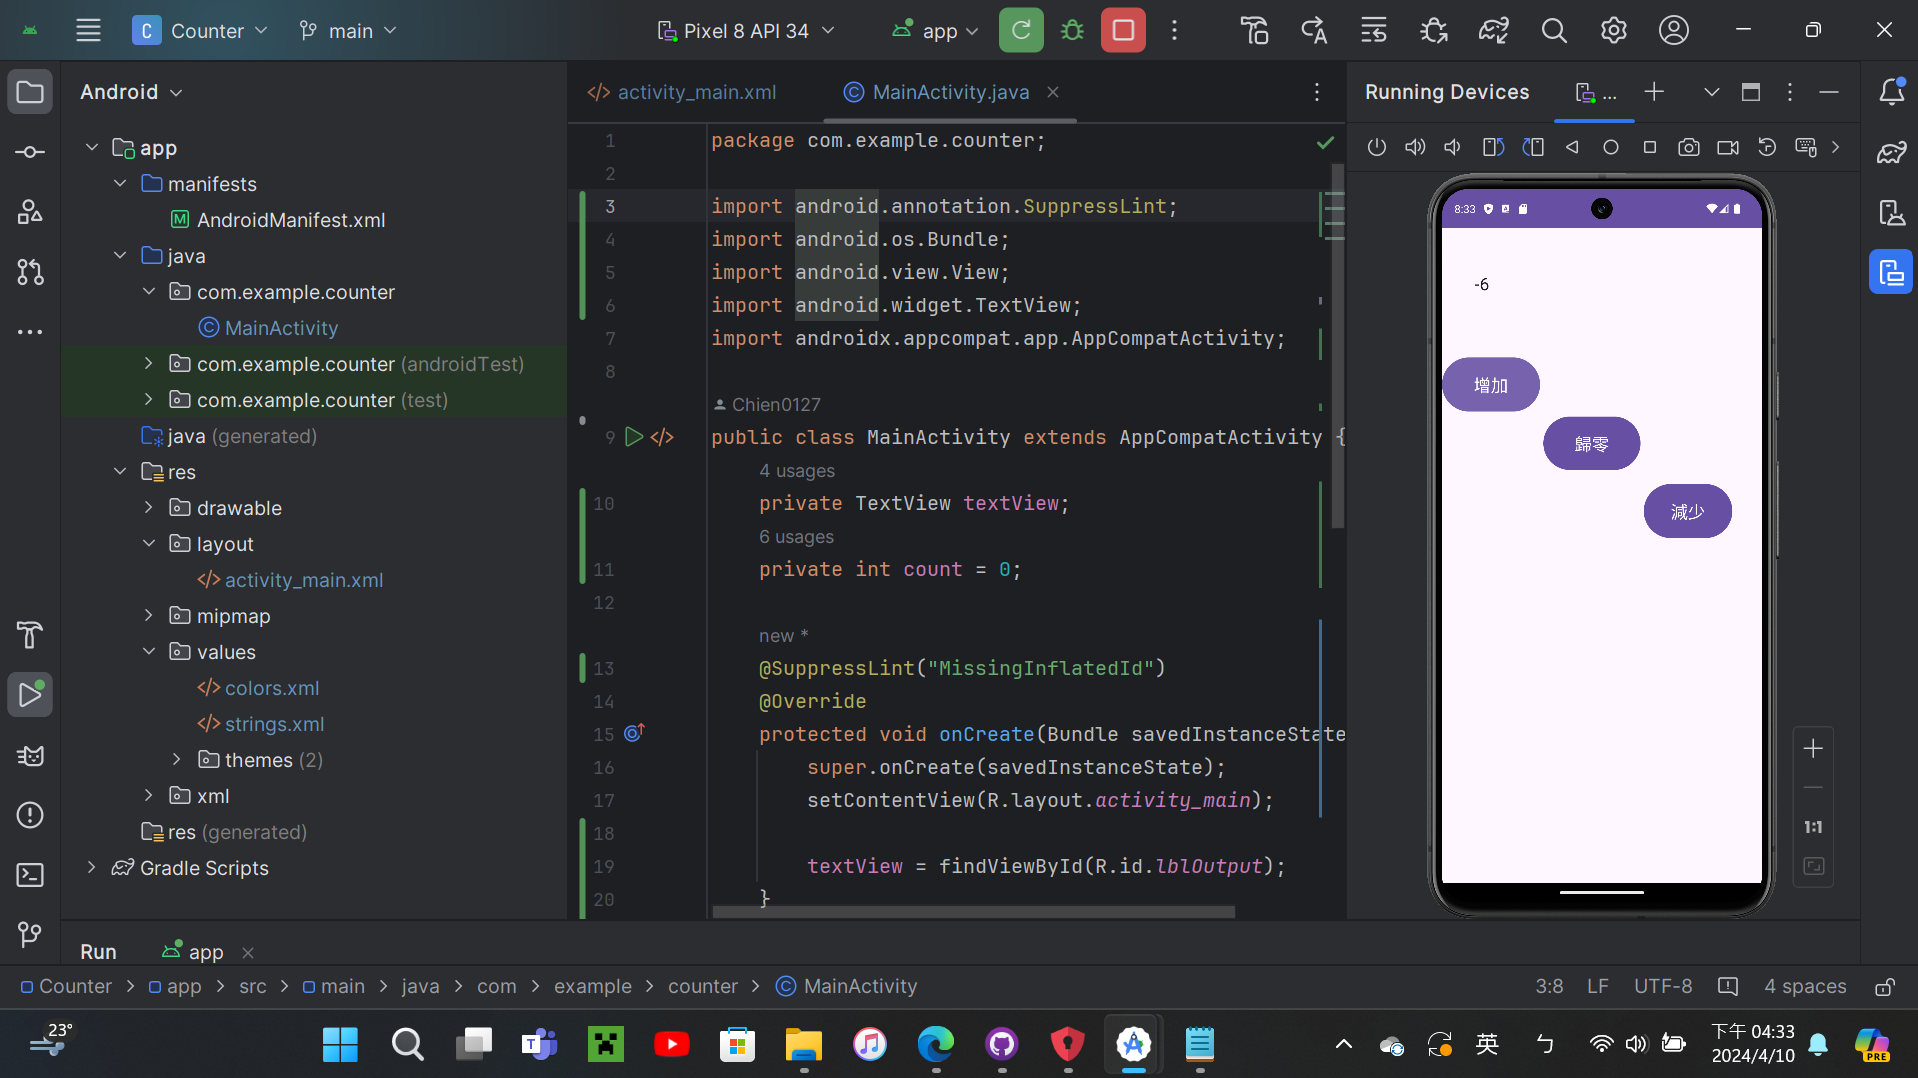 C Counter main Pixel 8 API 34 app
Android
app
manifests
M AndroidManifest.xml
java
com.example.counter
C MainActivity
com.example.counter (androidTest)
com.example.counter (test)
java (generated)
res
drawable
layout
</> activity_main.xml
mipmap
values
</> colors.xml
</> strings.xml
themes (2)
xml
res (generated)
Gradle Scripts
</> activity_main.xml C MainActivity.java
1 package com.example.counter;
2
3 import android.annotation.SuppressLint;
4 import android.os.Bundle;
5 import android.view.View;
6 import android.widget.TextView;
7 import androidx.appcompat.app.AppCompatActivity;
8
Chien0127
9 </> public class MainActivity extends AppCompatActivity {
4 usages
10 private TextView textView;
6 usages
11 private int count = 0;
12
new *
13 @SuppressLint("MissingInflatedId")
14 @Override
15 protected void onCreate(Bundle savedInstanceState
16 super.onCreate(savedInstanceState);
17 setContentView(R.layout.activity_main);
18
19 textView = findViewById(R.id.lblOutput);
20 }
Running Devices ...
8:33
-6
增加
歸零
減少
1:1
Run app
Counter > app > src > main > java > com > example > counter > C MainActivity
3:8 LF UTF-8 4 spaces
23°
英 ㄅ
下午 04:33
2024/4/10
PRE